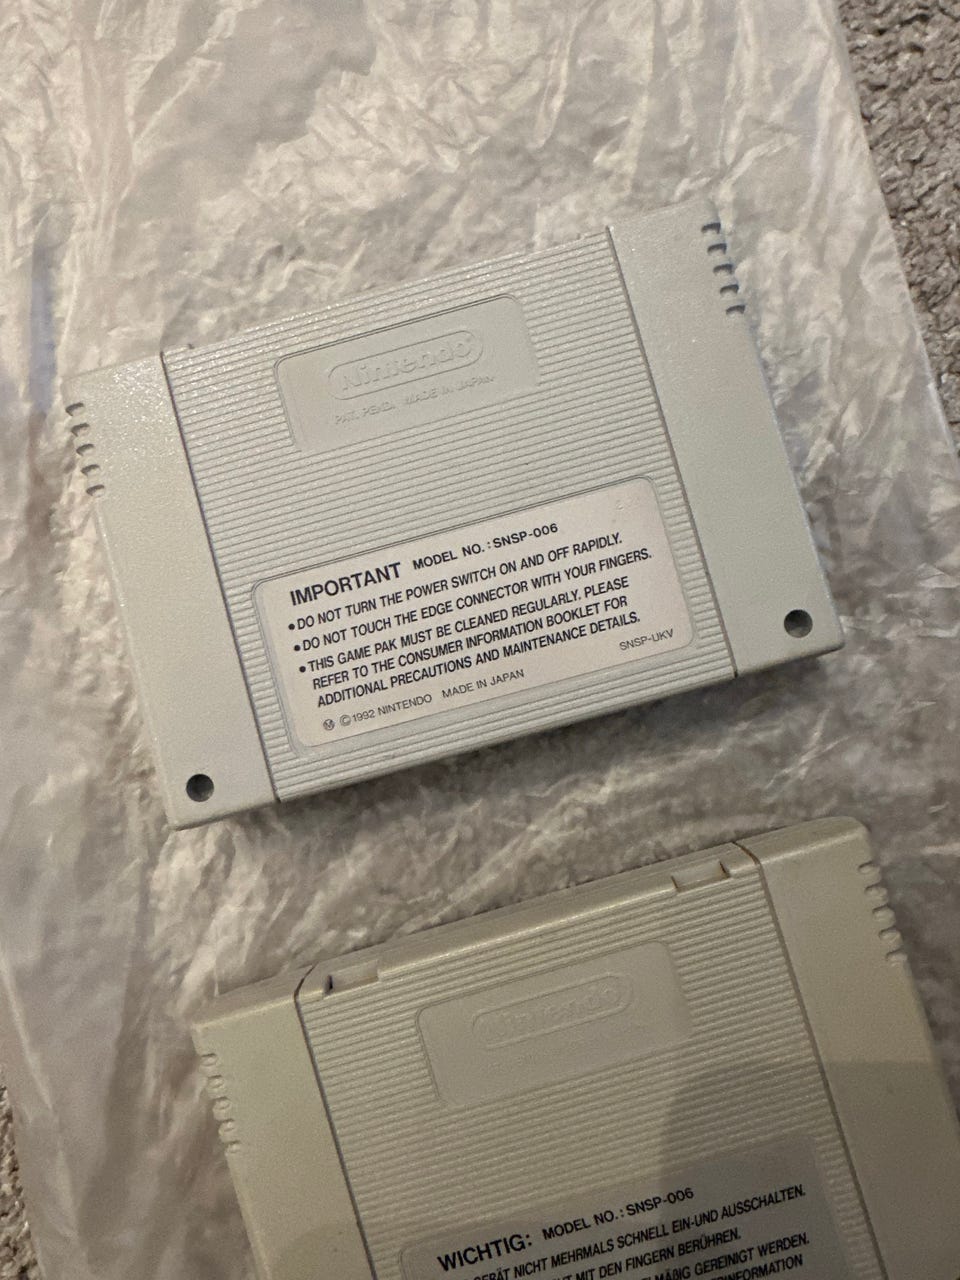 Nintendo
PAT. PEND. MADE IN JAPAN
IMPORTANT MODEL NO.: SNSP-006
• DO NOT TURN THE POWER SWITCH ON AND OFF RAPIDLY.
• DO NOT TOUCH THE EDGE CONNECTOR WITH YOUR FINGERS.
• THIS GAME PAK MUST BE CLEANED REGULARLY. PLEASE
REFER TO THE CONSUMER INFORMATION BOOKLET FOR
ADDITIONAL PRECAUTIONS AND MAINTENANCE DETAILS.
Ⓜ ©1992 NINTENDO MADE IN JAPAN SNSP-UKV
Nintendo
WICHTIG: MODEL NO.: SNSP-006
GERÄT NICHT MEHRMALS SCHNELL EIN-UND AUSSCHALTEN.
MIT DEN FINGERN BERÜHREN.
GEREINIGT WERDEN.